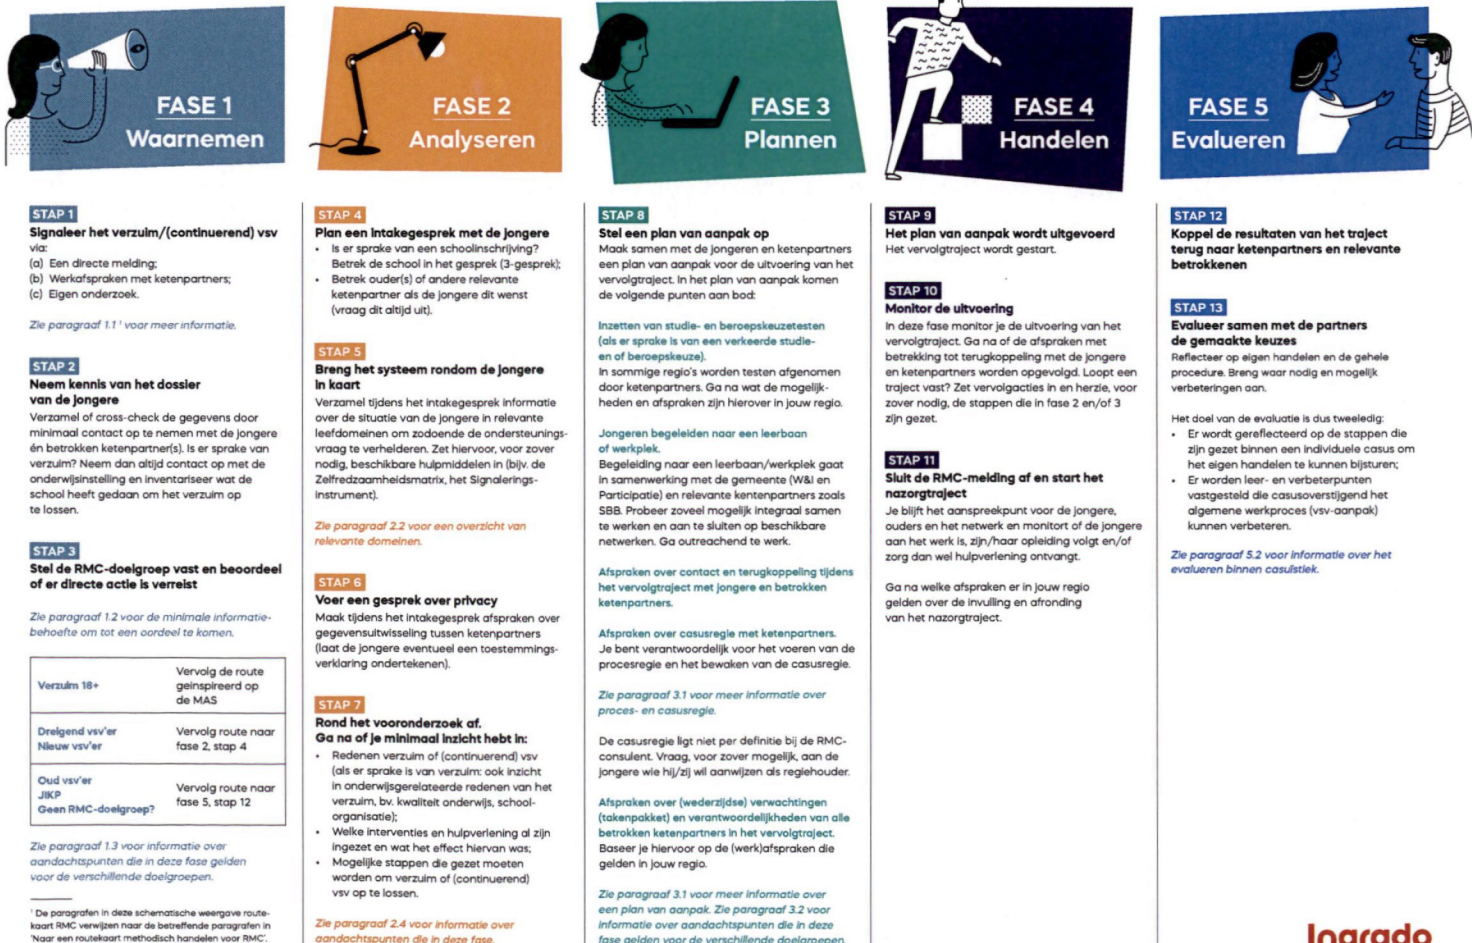 FASE 1
Waarnemen
STAP 1
Signaleer het verzuim/(continuerend) vsv
via:
(a) Een directe melding;
(b) Werkafspraken met ketenpartners;
(c) Eigen onderzoek.
Zie paragraaf 1.1 ¹ voor meer informatie.
STAP 2
Neem kennis van het dossier
van de jongere
Verzamel of cross-check de gegevens door
minimaal contact op te nemen met de jongere
én betrokken ketenpartner(s). Is er sprake van
verzuim? Neem dan altijd contact op met de
onderwijsinstelling en inventariseer wat de
school heeft gedaan om het verzuim op
te lossen.
STAP 3
Stel de RMC-doelgroep vast en beoordeel
of er directe actie is vereist
Zie paragraaf 1.2 voor de minimale informatie-
behoefte om tot een oordeel te komen.
Verzuim 18+
Vervolg de route
geïnspireerd op
de MAS
Dreigend vsv'er
Nieuw vsv'er
Vervolg route naar
fase 2, stap 4
Oud vsv'er
JIKP
Geen RMC-doelgroep?
Vervolg route naar
fase 5, stap 12
Zie paragraaf 1.3 voor informatie over
aandachtspunten die in deze fase gelden
voor de verschillende doelgroepen.
¹ De paragrafen in deze schematische weergave route-
kaart RMC verwijzen naar de betreffende paragrafen in
'Naar een routekaart methodisch handelen voor RMC'.
FASE 2
Analyseren
STAP 4
Plan een intakegesprek met de jongere
• Is er sprake van een schoolinschrijving?
Betrek de school in het gesprek (3-gesprek);
• Betrek ouder(s) of andere relevante
ketenpartner als de jongere dit wenst
(vraag dit altijd uit).
STAP 5
Breng het systeem rondom de jongere
in kaart
Verzamel tijdens het intakegesprek informatie
over de situatie van de jongere in relevante
leefdomeinen om zodoende de ondersteunings-
vraag te verhelderen. Zet hiervoor, voor zover
nodig, beschikbare hulpmiddelen in (bijv. de
Zelfredzaamheidsmatrix, het Signalerings-
instrument).
Zie paragraaf 2.2 voor een overzicht van
relevante domeinen.
STAP 6
Voer een gesprek over privacy
Maak tijdens het intakegesprek afspraken over
gegevensuitwisseling tussen ketenpartners
(laat de jongere eventueel een toestemmings-
verklaring ondertekenen).
STAP 7
Rond het vooronderzoek af.
Ga na of je minimaal inzicht hebt in:
• Redenen verzuim of (continuerend) vsv
(als er sprake is van verzuim: ook inzicht
in onderwijsgerelateerde redenen van het
verzuim, bv. kwaliteit onderwijs, school-
organisatie);
• Welke interventies en hulpverlening al zijn
ingezet en wat het effect hiervan was;
• Mogelijke stappen die gezet moeten
worden om verzuim of (continuerend)
vsv op te lossen.
Zie paragraaf 2.4 voor informatie over
aandachtspunten die in deze fase.
FASE 3
Plannen
STAP 8
Stel een plan van aanpak op
Maak samen met de jongeren en ketenpartners
een plan van aanpak voor de uitvoering van het
vervolgtraject. In het plan van aanpak komen
de volgende punten aan bod:
Inzetten van studie- en beroepskeuzetesten
(als er sprake is van een verkeerde studie-
en of beroepskeuze).
In sommige regio's worden testen afgenomen
door ketenpartners. Ga na wat de mogelijk-
heden en afspraken zijn hierover in jouw regio.
Jongeren begeleiden naar een leerbaan
of werkplek.
Begeleiding naar een leerbaan/werkplek gaat
in samenwerking met de gemeente (W&I en
Participatie) en relevante kentenpartners zoals
SBB. Probeer zoveel mogelijk integraal samen
te werken en aan te sluiten op beschikbare
netwerken. Ga outreachend te werk.
Afspraken over contact en terugkoppeling tijdens
het vervolgtraject met jongere en betrokken
ketenpartners.
Afspraken over casusregie met ketenpartners.
Je bent verantwoordelijk voor het voeren van de
procesregie en het bewaken van de casusregie.
Zie paragraaf 3.1 voor meer informatie over
proces- en casusregie.
De casusregie ligt niet per definitie bij de RMC-
consulent. Vraag, voor zover mogelijk, aan de
jongere wie hij/zij wil aanwijzen als regiehouder.
Afspraken over (wederzijdse) verwachtingen
(takenpakket) en verantwoordelijkheden van alle
betrokken ketenpartners in het vervolgtraject.
Baseer je hiervoor op de (werk)afspraken die
gelden in jouw regio.
Zie paragraaf 3.1 voor meer informatie over
een plan van aanpak. Zie paragraaf 3.2 voor
informatie over aandachtspunten die in deze
fase gelden voor de verschillende doelgroepen.
FASE 4
Handelen
STAP 9
Het plan van aanpak wordt uitgevoerd
Het vervolgtraject wordt gestart.
STAP 10
Monitor de uitvoering
In deze fase monitor je de uitvoering van het
vervolgtraject. Ga na of de afspraken met
betrekking tot terugkoppeling met de jongere
en ketenpartners worden opgevolgd. Loopt een
traject vast? Zet vervolgacties in en herzie, voor
zover nodig, de stappen die in fase 2 en/of 3
zijn gezet.
STAP 11
Sluit de RMC-melding af en start het
nazorgtraject
Je blijft het aanspreekpunt voor de jongere,
ouders en het netwerk en monitort of de jongere
aan het werk is, zijn/haar opleiding volgt en/of
zorg dan wel hulpverlening ontvangt.
Ga na welke afspraken er in jouw regio
gelden over de invulling en afronding
van het nazorgtraject.
FASE 5
Evalueren
STAP 12
Koppel de resultaten van het traject
terug naar ketenpartners en relevante
betrokkenen
STAP 13
Evalueer samen met de partners
de gemaakte keuzes
Reflecteer op eigen handelen en de gehele
procedure. Breng waar nodig en mogelijk
verbeteringen aan.
Het doel van de evaluatie is dus tweeledig:
• Er wordt gereflecteerd op de stappen die
zijn gezet binnen een individuele casus om
het eigen handelen te kunnen bijsturen;
• Er worden leer- en verbeterpunten
vastgesteld die casusoverstijgend het
algemene werkproces (vsv-aanpak)
kunnen verbeteren.
Zie paragraaf 5.2 voor informatie over het
evalueren binnen casuïstiek.
Ingrado